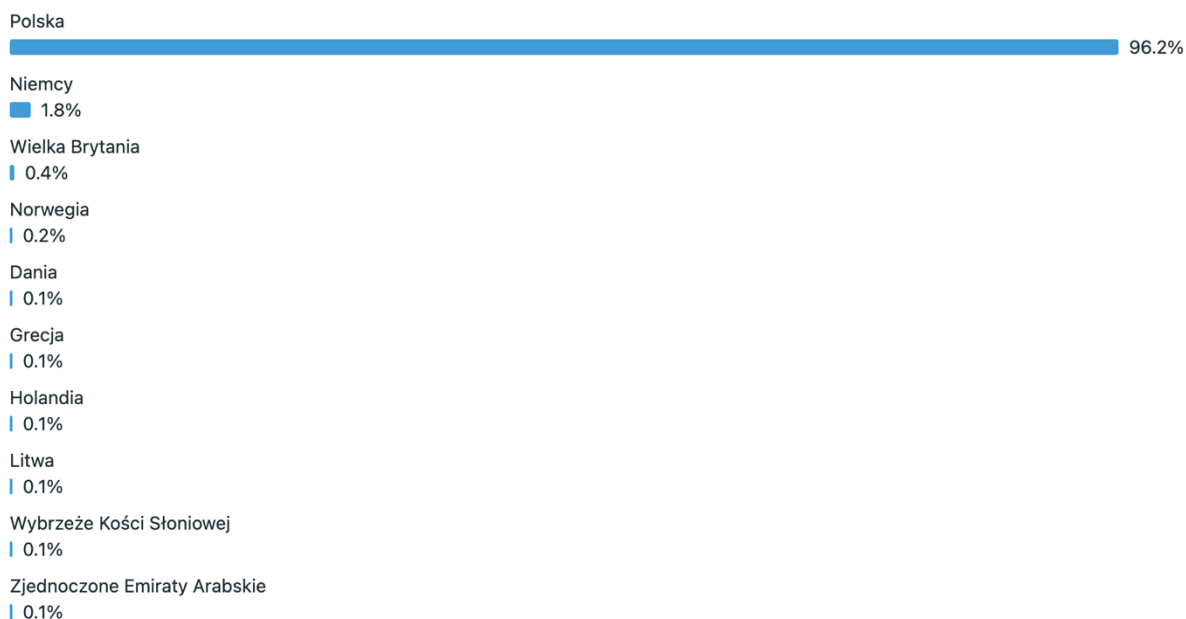 Polska
96.2%
Niemcy
1.8%
Wielka Brytania
0.4%
Norwegia
0.2%
Dania
0.1%
Grecja
0.1%
Holandia
0.1%
Litwa
0.1%
Wybrzeże Kości Słoniowej
0.1%
Zjednoczone Emiraty Arabskie
0.1%